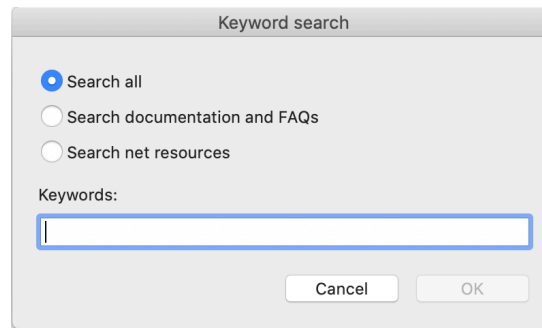 Keyword search
Search all
Search documentation and FAQs
Search net resources
Keywords:
Cancel OK